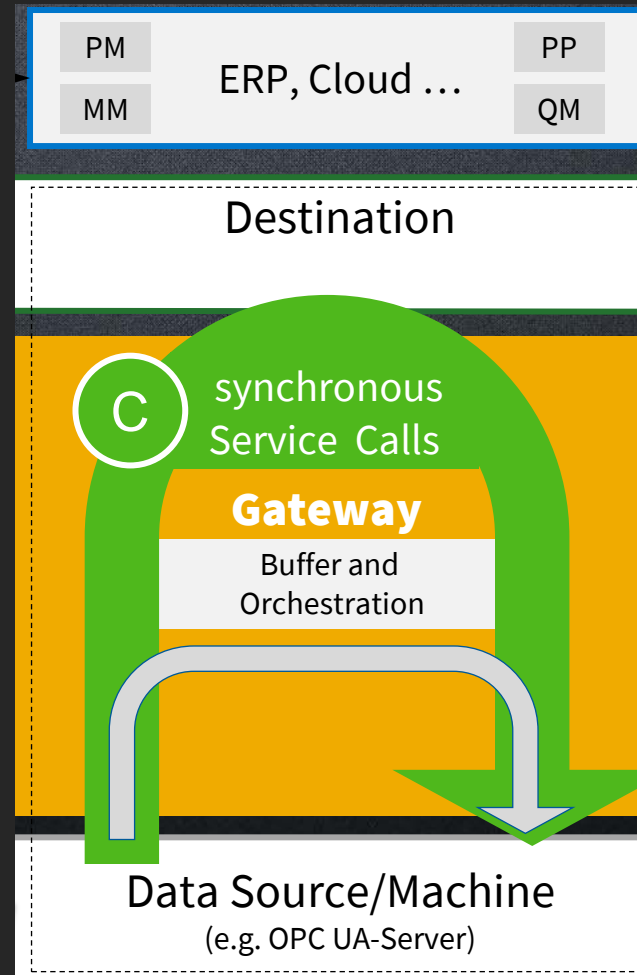 PM
PP
ERP, Cloud …
MM
QM
Destination
C
synchronous
Service Calls
Gateway
Buffer and
Orchestration
Data Source/Machine
(e.g. OPC UA-Server)